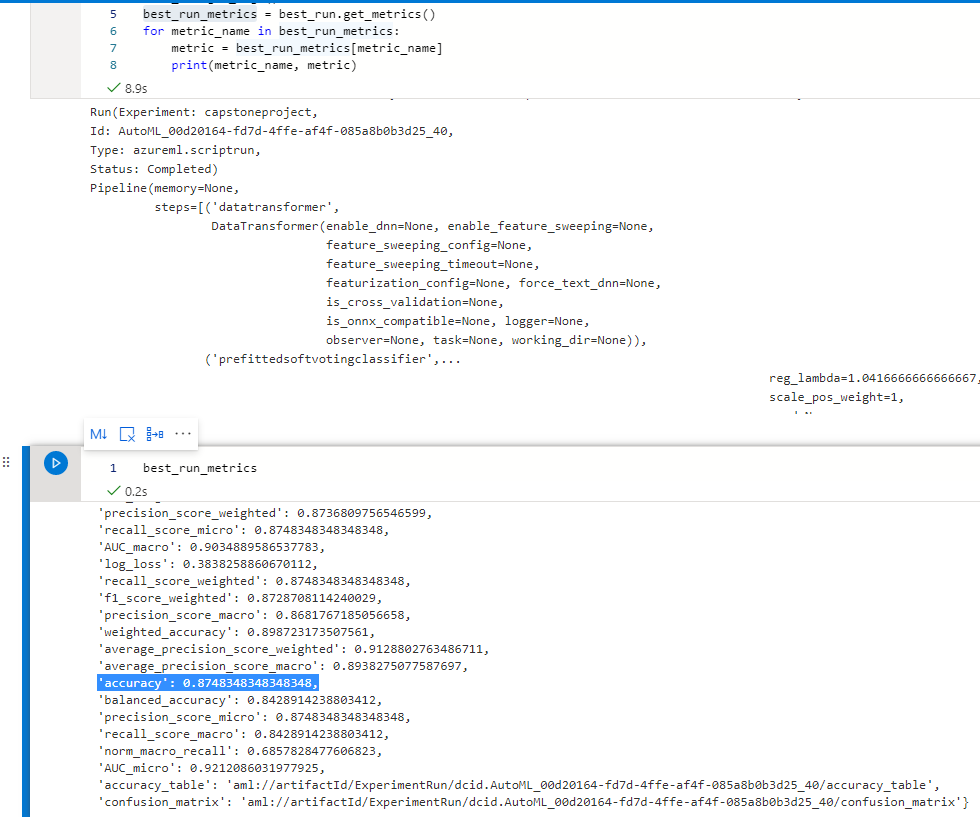 5 best_run_metrics = best_run.get_metrics()
6 for metric_name in best_run_metrics:
7 metric = best_run_metrics[metric_name]
8 print(metric_name, metric)
8.9s
Run(Experiment: capstoneproject,
Id: AutoML_00d20164-fd7d-4ffe-af4f-085a8b0b3d25_40,
Type: azureml.scriptrun,
Status: Completed)
Pipeline(memory=None,
steps=[('datatransformer',
DataTransformer(enable_dnn=None, enable_feature_sweeping=None,
feature_sweeping_config=None,
feature_sweeping_timeout=None,
featurization_config=None, force_text_dnn=None,
is_cross_validation=None,
is_onnx_compatible=None, logger=None,
observer=None, task=None, working_dir=None)),
('prefittedsoftvotingclassifier',...
reg_lambda=1.0416666666666667,
scale_pos_weight=1,
M↓ ···
1 best_run_metrics
0.2s
'precision_score_weighted': 0.8736809756546599,
'recall_score_micro': 0.8748348348348348,
'AUC_macro': 0.9034889586537783,
'log_loss': 0.3838258860670112,
'recall_score_weighted': 0.8748348348348348,
'f1_score_weighted': 0.8728708114240029,
'precision_score_macro': 0.8681767185056658,
'weighted_accuracy': 0.898723173507561,
'average_precision_score_weighted': 0.9128802763486711,
'average_precision_score_macro': 0.8938275077587697,
'accuracy': 0.8748348348348348,
'balanced_accuracy': 0.8428914238803412,
'precision_score_micro': 0.8748348348348348,
'recall_score_macro': 0.8428914238803412,
'norm_macro_recall': 0.6857828477606823,
'AUC_micro': 0.9212086031977925,
'accuracy_table': 'aml://artifactId/ExperimentRun/dcid.AutoML_00d20164-fd7d-4ffe-af4f-085a8b0b3d25_40/accuracy_table',
'confusion_matrix': 'aml://artifactId/ExperimentRun/dcid.AutoML_00d20164-fd7d-4ffe-af4f-085a8b0b3d25_40/confusion_matrix'}